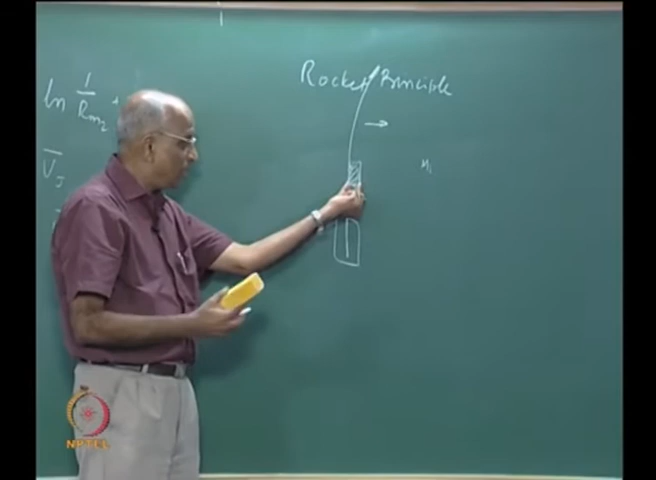 Rocket Principle
ln 1/Rm2 +
V̅J
M1
NPTEL